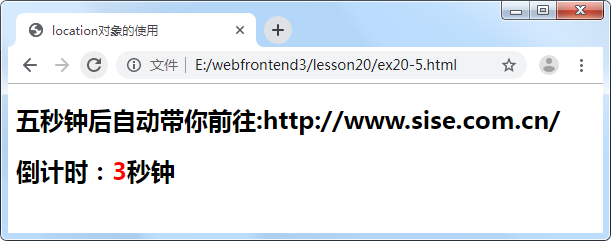 location对象的使用
文件 | E:/webfrontend3/lesson20/ex20-5.html
五秒钟后自动带你前往:http://www.sise.com.cn/
倒计时：3秒钟